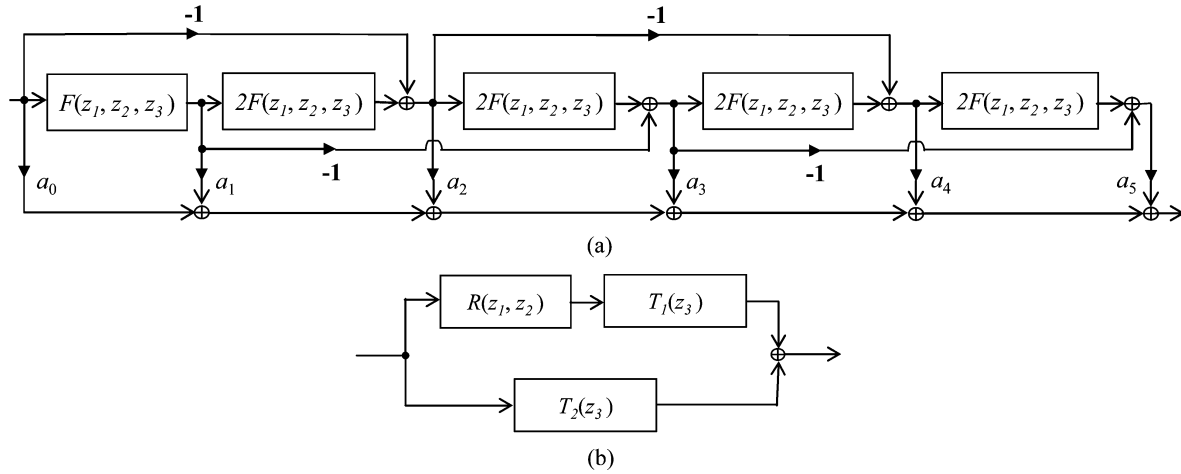 -1 -1
F(z₁, z₂, z₃) 2F(z₁, z₂, z₃) 2F(z₁, z₂, z₃) 2F(z₁, z₂, z₃) 2F(z₁, z₂, z₃)
-1 -1
a₀ a₁ a₂ a₃ a₄ a₅
(a)
R(z₁, z₂) T₁(z₃)
T₂(z₃)
(b)